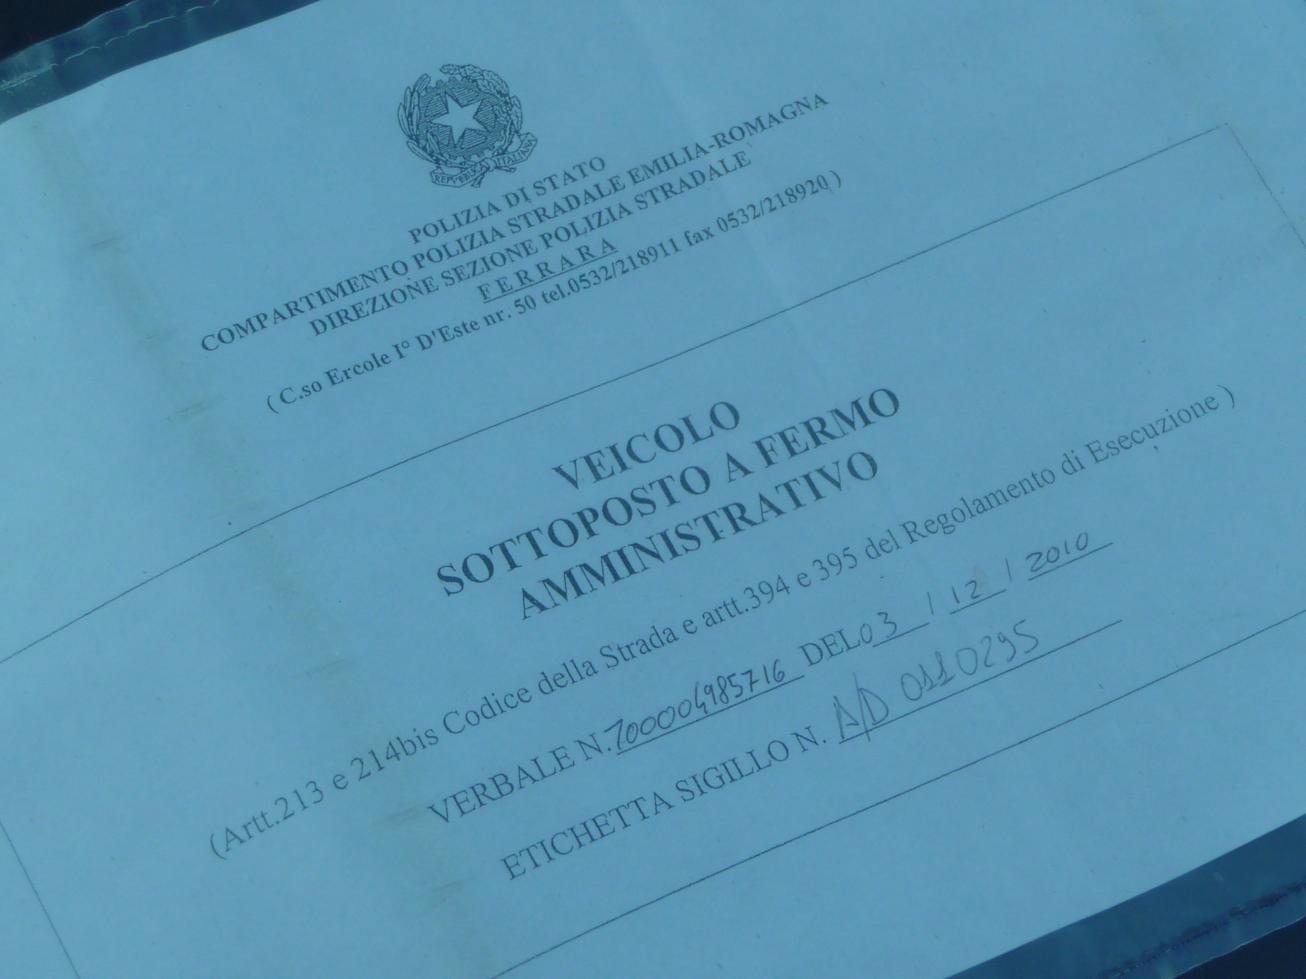 REPVBBLICA ITALIANA
POLIZIA DI STATO
COMPARTIMENTO POLIZIA STRADALE EMILIA-ROMAGNA
DIREZIONE SEZIONE POLIZIA STRADALE
FERRARA
( C.so Ercole I° D'Este nr. 50 tel.0532/218911 fax 0532/218920 )
VEICOLO
SOTTOPOSTO A FERMO
AMMINISTRATIVO
(Artt.213 e 214bis Codice della Strada e artt.394 e 395 del Regolamento di Esecuzione )
VERBALE N.700004985716 DEL 03 / 12 / 2010
ETICHETTA SIGILLO N. A/D 0110295